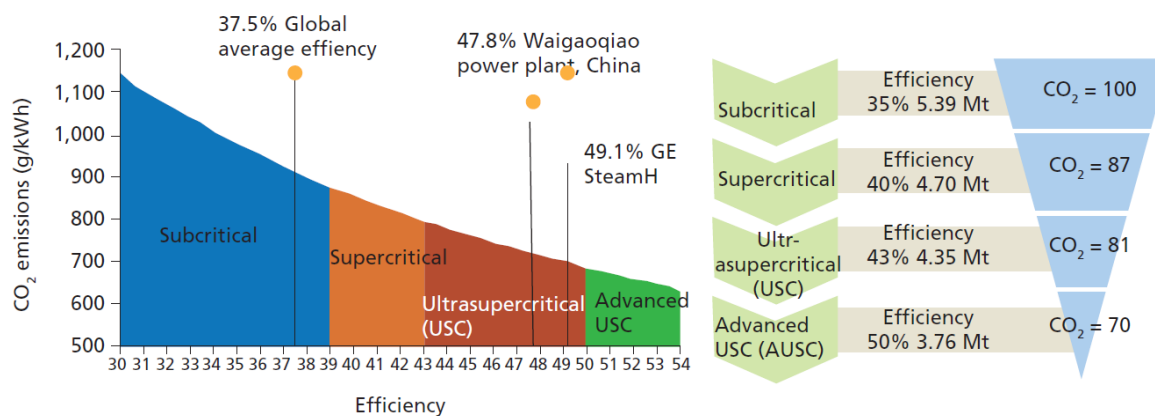 37.5% Global
average effiency
47.8% Waigaoqiao
power plant, China
49.1% GE
SteamH
CO2 emissions (g/kWh)
1,200
1,100
1,000
900
800
700
600
500
Subcritical
Supercritical
Ultrasupercritical
(USC)
Advanced
USC
30 31 32 33 34 35 36 37 38 39 40 41 42 43 44 45 46 47 48 49 50 51 52 53 54
Efficiency
Subcritical
Efficiency
35% 5.39 Mt
CO2 = 100
Supercritical
Efficiency
40% 4.70 Mt
CO2 = 87
Ultr-
asupercritical
(USC)
Efficiency
43% 4.35 Mt
CO2 = 81
Advanced
USC (AUSC)
Efficiency
50% 3.76 Mt
CO2 = 70